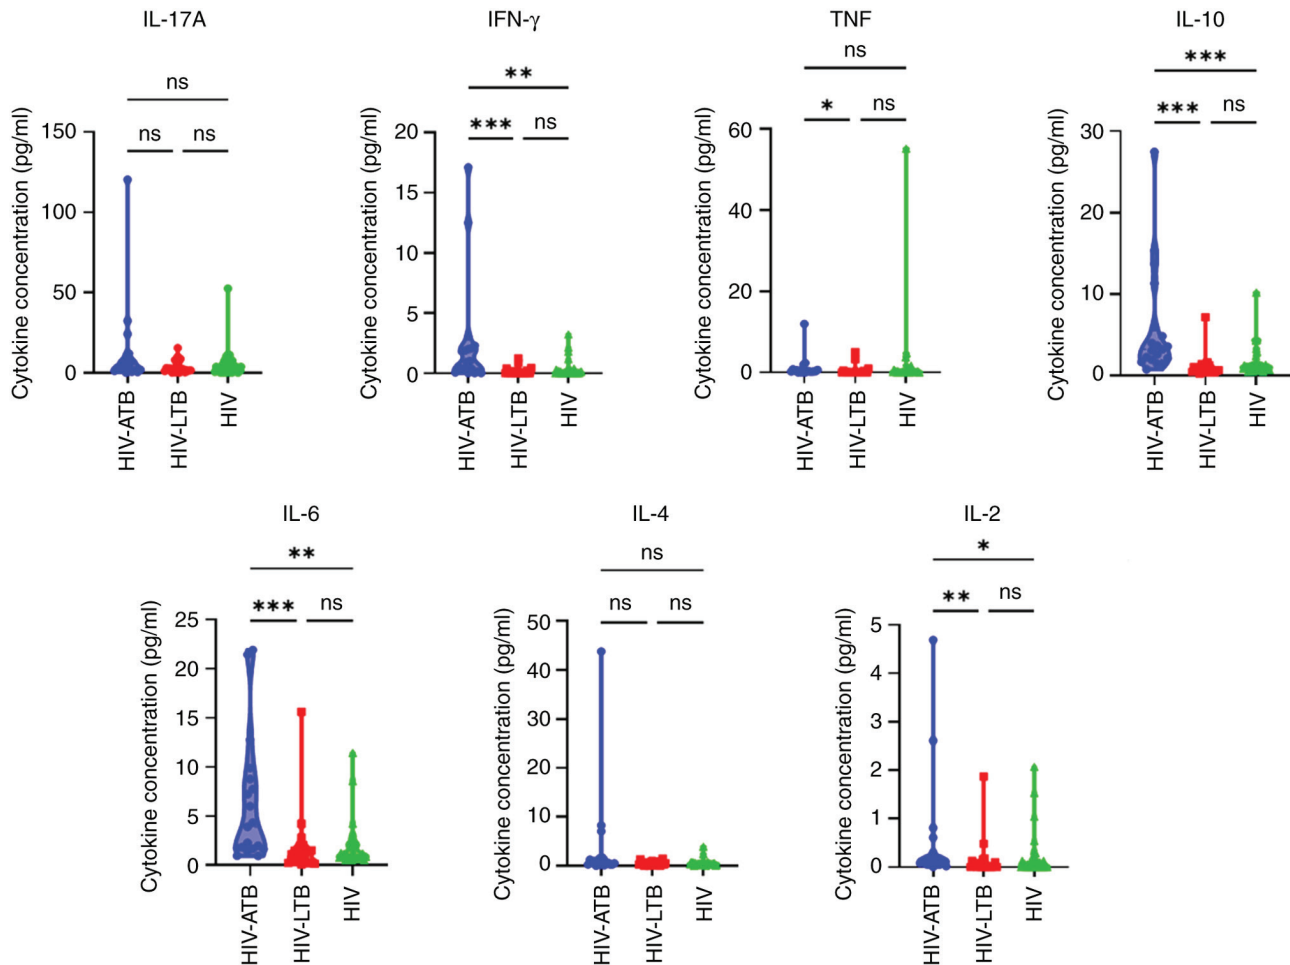 IL-17A
ns
ns ns
Cytokine concentration (pg/ml)
150
100
50
0
HIV-ATB
HIV-LTB
HIV
IFN-γ
**
*** ns
Cytokine concentration (pg/ml)
20
15
10
5
0
HIV-ATB
HIV-LTB
HIV
TNF
ns
* ns
Cytokine concentration (pg/ml)
60
40
20
0
HIV-ATB
HIV-LTB
HIV
IL-10
***
*** ns
Cytokine concentration (pg/ml)
30
20
10
0
HIV-ATB
HIV-LTB
HIV
IL-6
**
*** ns
Cytokine concentration (pg/ml)
25
20
15
10
5
0
HIV-ATB
HIV-LTB
HIV
IL-4
ns
ns ns
Cytokine concentration (pg/ml)
50
40
30
20
10
0
HIV-ATB
HIV-LTB
HIV
IL-2
*
** ns
Cytokine concentration (pg/ml)
5
4
3
2
1
0
HIV-ATB
HIV-LTB
HIV